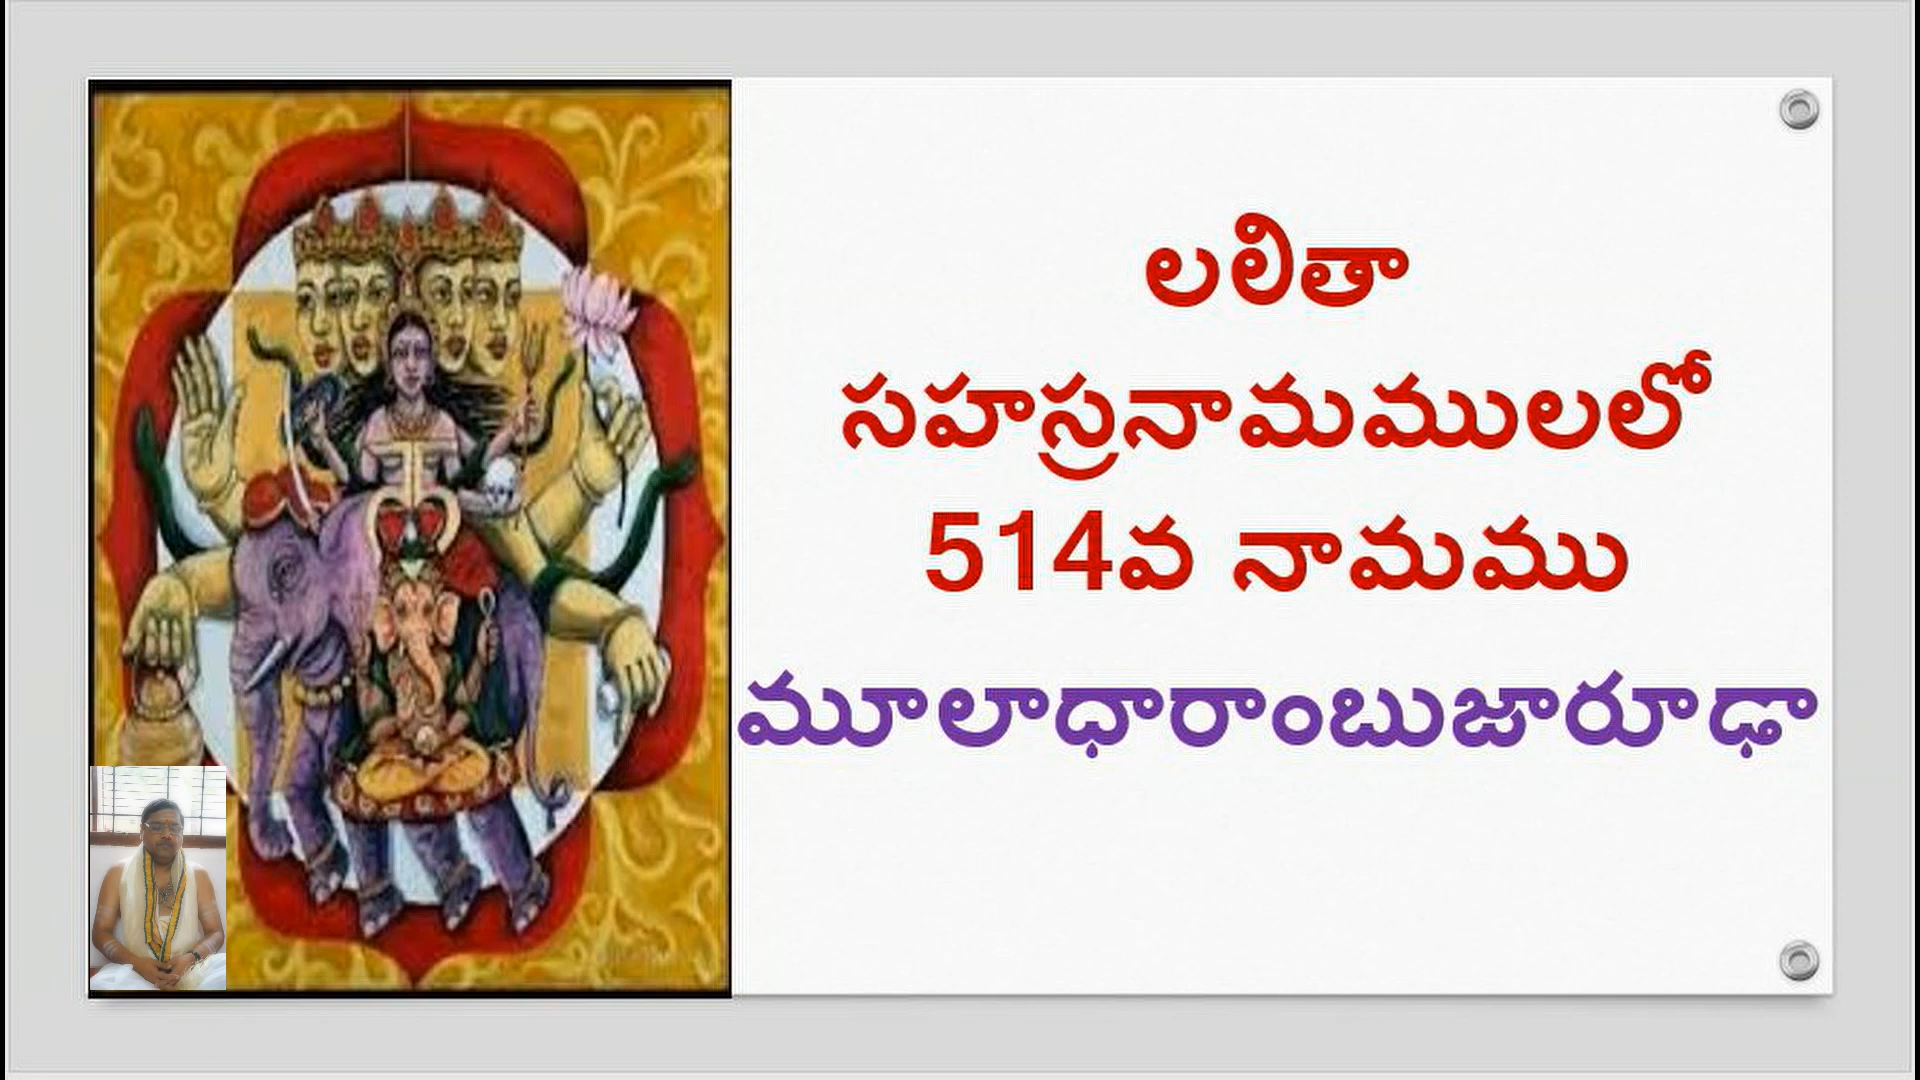 లలితా
సహస్రనామములలో
514వ నామము
మూలాధారాంబుజారూఢా